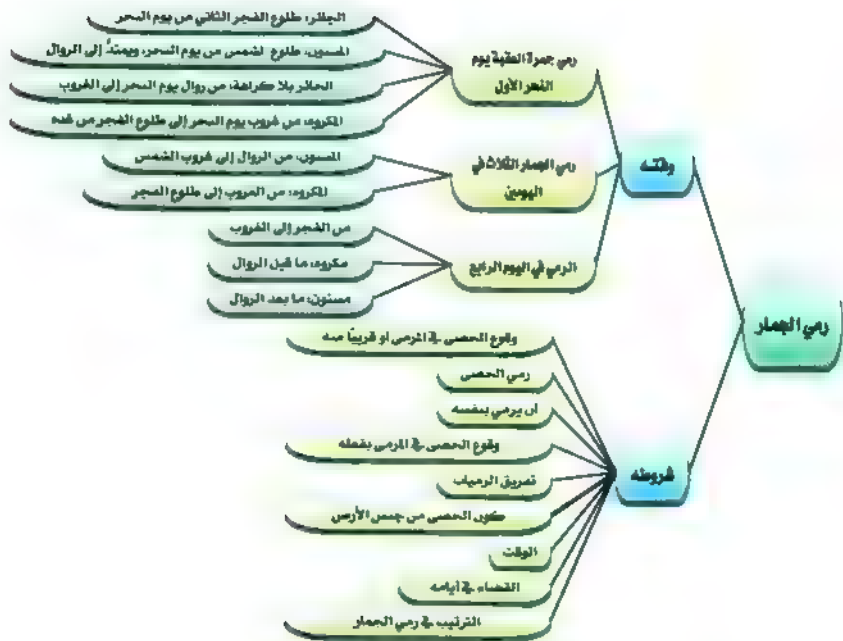 رمي الجمار
وقته
رمي جمرة العقبة يوم
النحر الأول
الجائز: طلوع الفجر الثاني من يوم النحر
المسنون: طلوع الشمس من يوم النحر، ويمتد إلى الزوال
الجائز بلا كراهة: من زوال يوم النحر إلى الغروب
المكروه: من غروب يوم النحر إلى طلوع الفجر من غده
رمي الجمار الثلاث في
اليومين
المسنون: من الزوال إلى غروب الشمس
المكروه: من الغروب إلى طلوع الفجر
الرمي في اليوم الرابع
من الفجر إلى الغروب
مكروه: ما قبل الزوال
مسنون: ما بعد الزوال
شروطه
وقوع الحصى في المرمى أو قريبًا منه
رمي الحصى
أن يرمي بنفسه
وقوع الحصى في المرمى بفعله
تفريق الرميات
كون الحصى من جنس الأرض
الوقت
القضاء في أيامه
الترتيب في رمي الجمار